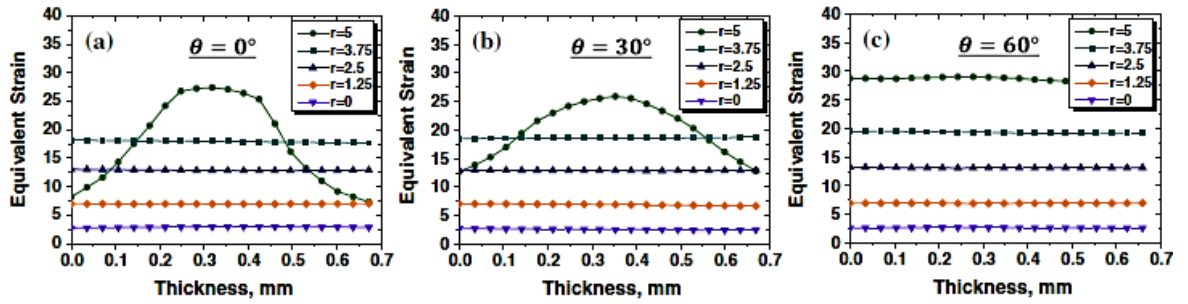 (a)
θ = 0°
r=5
r=3.75
r=2.5
r=1.25
r=0
Equivalent Strain
40
35
30
25
20
15
10
5
0
0.0 0.1 0.2 0.3 0.4 0.5 0.6 0.7
Thickness, mm
(b)
θ = 30°
r=5
r=3.75
r=2.5
r=1.25
r=0
Equivalent Strain
40
35
30
25
20
15
10
5
0
0.0 0.1 0.2 0.3 0.4 0.5 0.6 0.7
Thickness, mm
(c)
θ = 60°
r=5
r=3.75
r=2.5
r=1.25
r=0
Equivalent Strain
40
35
30
25
20
15
10
5
0
0.0 0.1 0.2 0.3 0.4 0.5 0.6 0.7
Thickness, mm